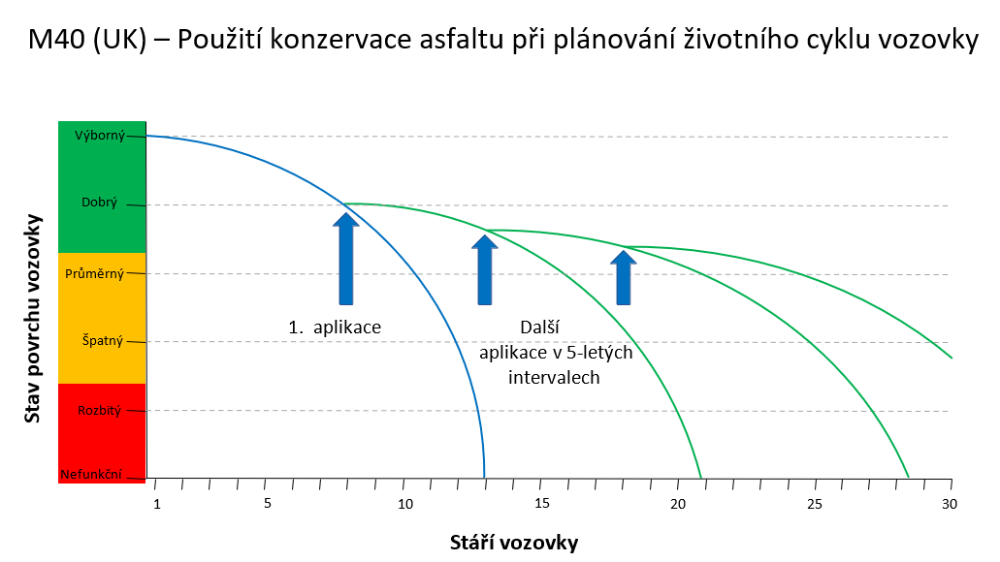 M40 (UK) – Použití konzervace asfaltu při plánování životního cyklu vozovky
Stav povrchu vozovky
Výborný
Dobrý
Průměrný
Špatný
Rozbitý
Nefunkční
1. aplikace
Další
aplikace v 5-letých
intervalech
1 5 10 15 20 25 30
Stáří vozovky